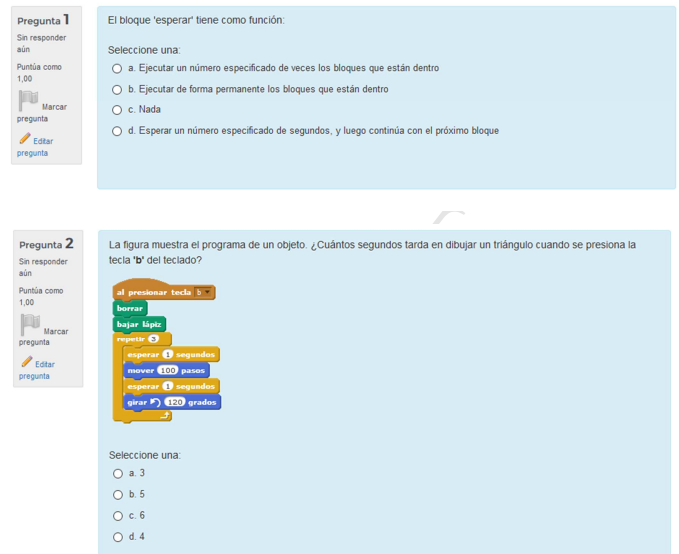 Pregunta 1
Sin responder
aún
Puntúa como
1,00
Marcar
pregunta
Editar
pregunta
El bloque 'esperar' tiene como función:
Seleccione una:
a. Ejecutar un número especificado de veces los bloques que están dentro
b. Ejecutar de forma permanente los bloques que están dentro
c. Nada
d. Esperar un número especificado de segundos, y luego continúa con el próximo bloque
Pregunta 2
Sin responder
aún
Puntúa como
1,00
Marcar
pregunta
Editar
pregunta
La figura muestra el programa de un objeto. ¿Cuántos segundos tarda en dibujar un triángulo cuando se presiona la
tecla 'b' del teclado?
al presionar tecla b
borrar
bajar lápiz
repetir 3
esperar 1 segundos
mover 100 pasos
esperar 1 segundos
girar 120 grados
Seleccione una:
a. 3
b. 5
c. 6
d. 4